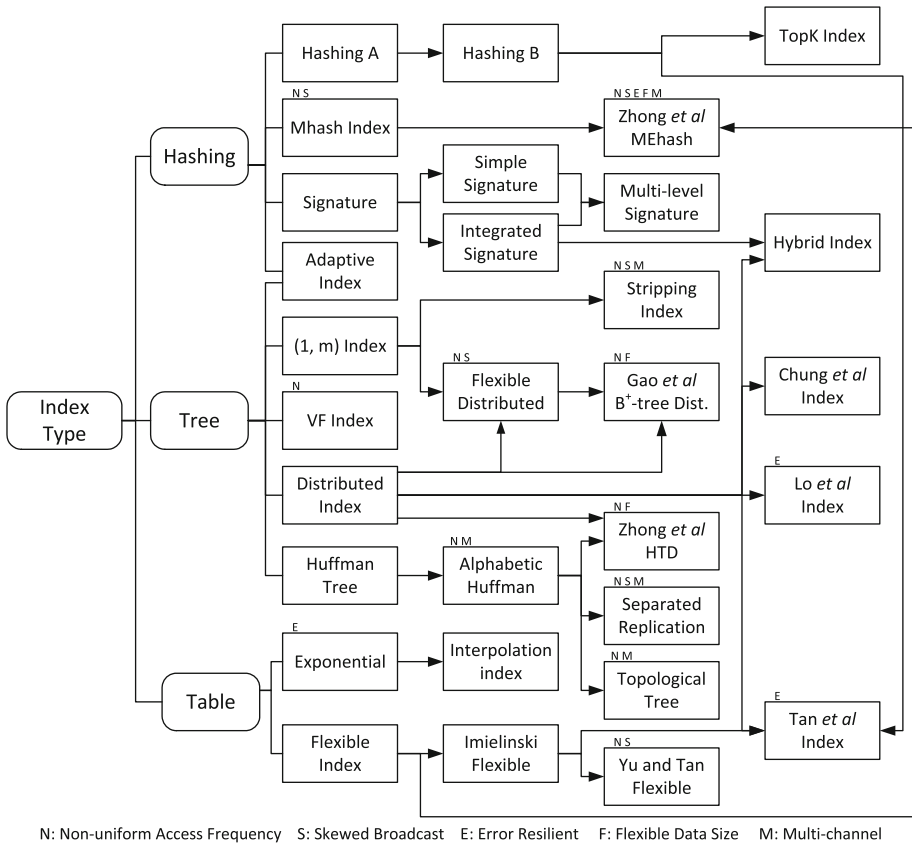 Hashing A
Hashing B
TopK Index
N S
Mhash Index
N S E F M
Zhong et al
MEhash
Hashing
Signature
Simple
Signature
Integrated
Signature
Multi-level
Signature
Hybrid Index
Adaptive
Index
(1, m) Index
N S M
Stripping
Index
N S
Flexible
Distributed
N F
Gao et al
B+-tree Dist.
Chung et al
Index
Index
Type
Tree
N
VF Index
Distributed
Index
E
Lo et al
Index
N F
Zhong et al
HTD
Huffman
Tree
N M
Alphabetic
Huffman
N S M
Separated
Replication
N M
Topological
Tree
E
Exponential
Interpolation
index
Table
Flexible
Index
Imielinski
Flexible
N S
Yu and Tan
Flexible
E
Tan et al
Index
N: Non-uniform Access Frequency S: Skewed Broadcast E: Error Resilient F: Flexible Data Size M: Multi-channel